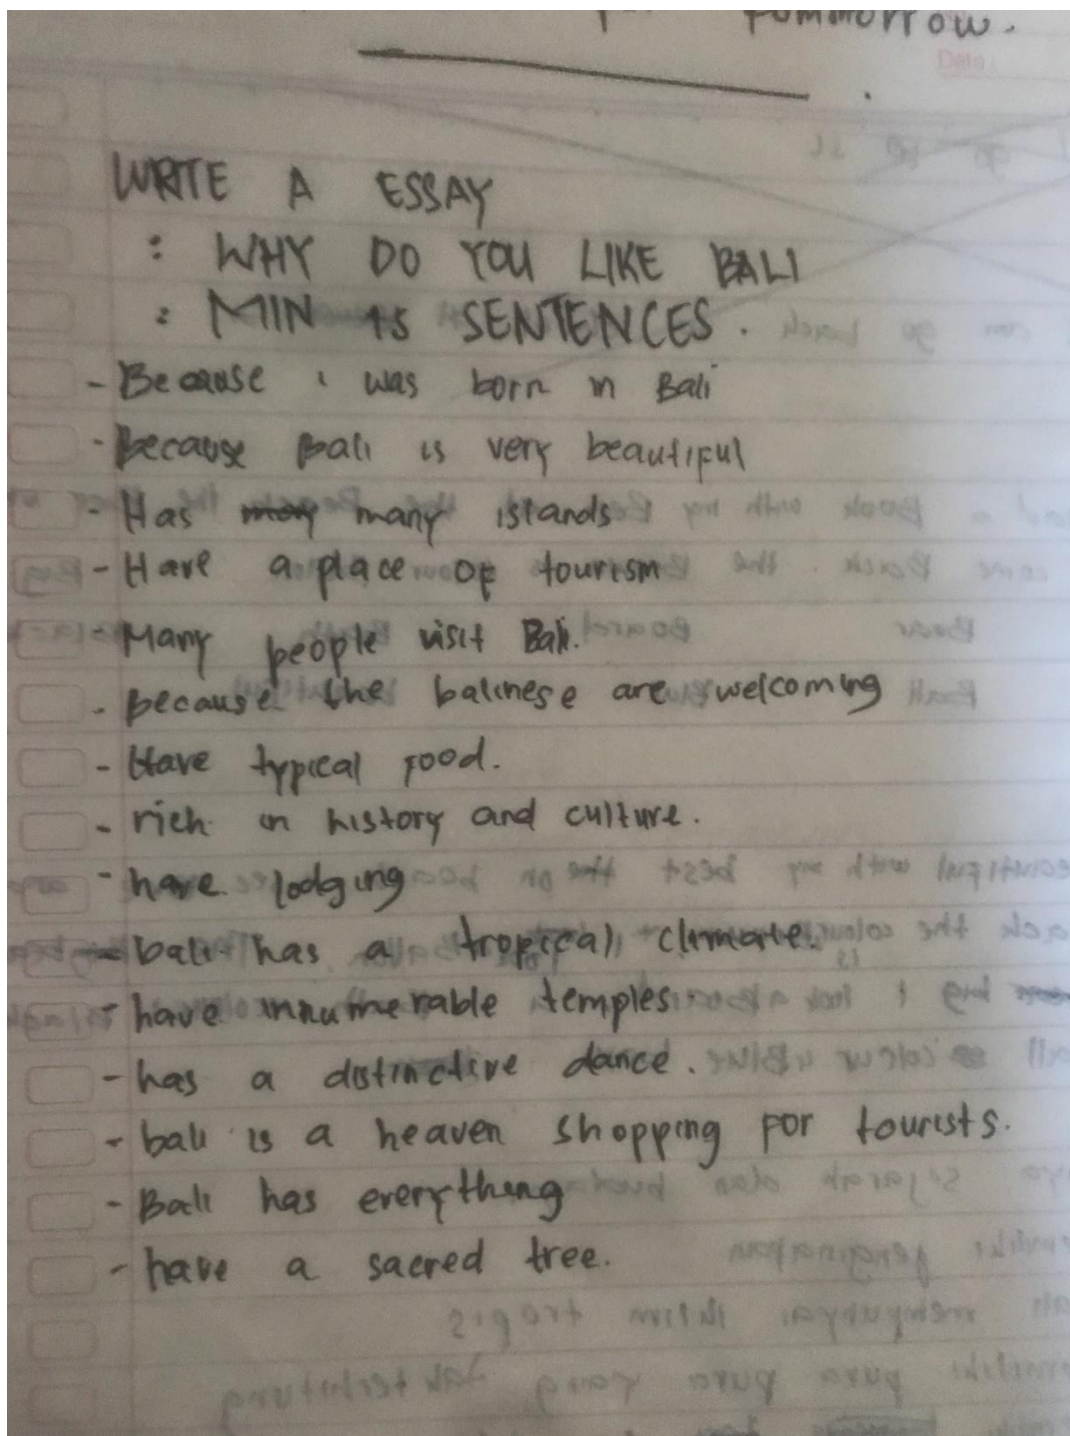 tommorrow.
Date
WRITE A ESSAY
: WHY DO YOU LIKE BALI
: MIN 15 SENTENCES.
- Because i was born in Bali
- Because Bali is very beautiful
- Has many islands
- Have a place of tourism
- Many people visit Bali.
- because the balinese are welcoming
- Have typical food.
- rich in history and culture.
- have lodging
- bali has a tropical climate.
- have innumerable temples
- has a distinctive dance.
- bali is a heaven shopping for tourists.
- Bali has everything
- have a sacred tree.